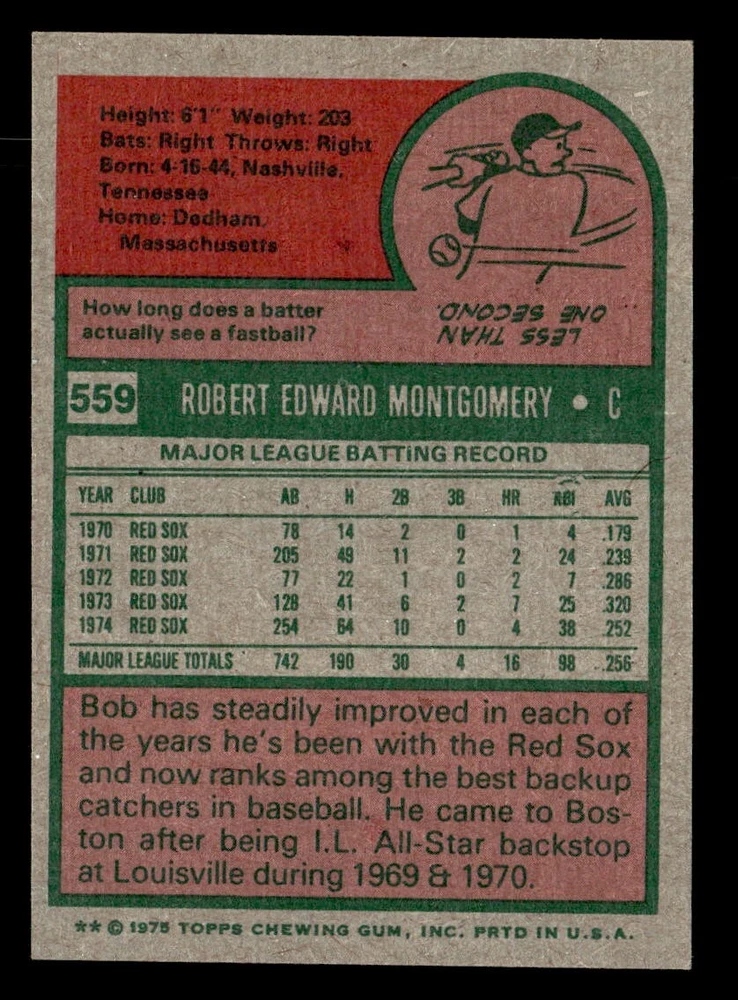 Height: 6'1" Weight: 203
Bats: Right Throws: Right
Born: 4-16-44, Nashville,
Tennessee
Home: Dedham,
Massachusetts
How long does a batter
actually see a fastball?
LESS THAN
ONE SECOND.
559 ROBERT EDWARD MONTGOMERY • C
MAJOR LEAGUE BATTING RECORD
YEAR CLUB AB H 2B 3B HR RBI AVG
1970 RED SOX 78 14 2 0 1 4 .179
1971 RED SOX 205 49 11 2 2 24 .239
1972 RED SOX 77 22 1 0 2 7 .286
1973 RED SOX 128 41 6 2 7 25 .320
1974 RED SOX 254 64 10 0 4 38 .252
MAJOR LEAGUE TOTALS 742 190 30 4 16 98 .256
Bob has steadily improved in each of
the years he's been with the Red Sox
and now ranks among the best backup
catchers in baseball. He came to Bos-
ton after being I.L. All-Star backstop
at Louisville during 1969 & 1970.
** © 1975 TOPPS CHEWING GUM, INC. PRTD IN U.S.A.